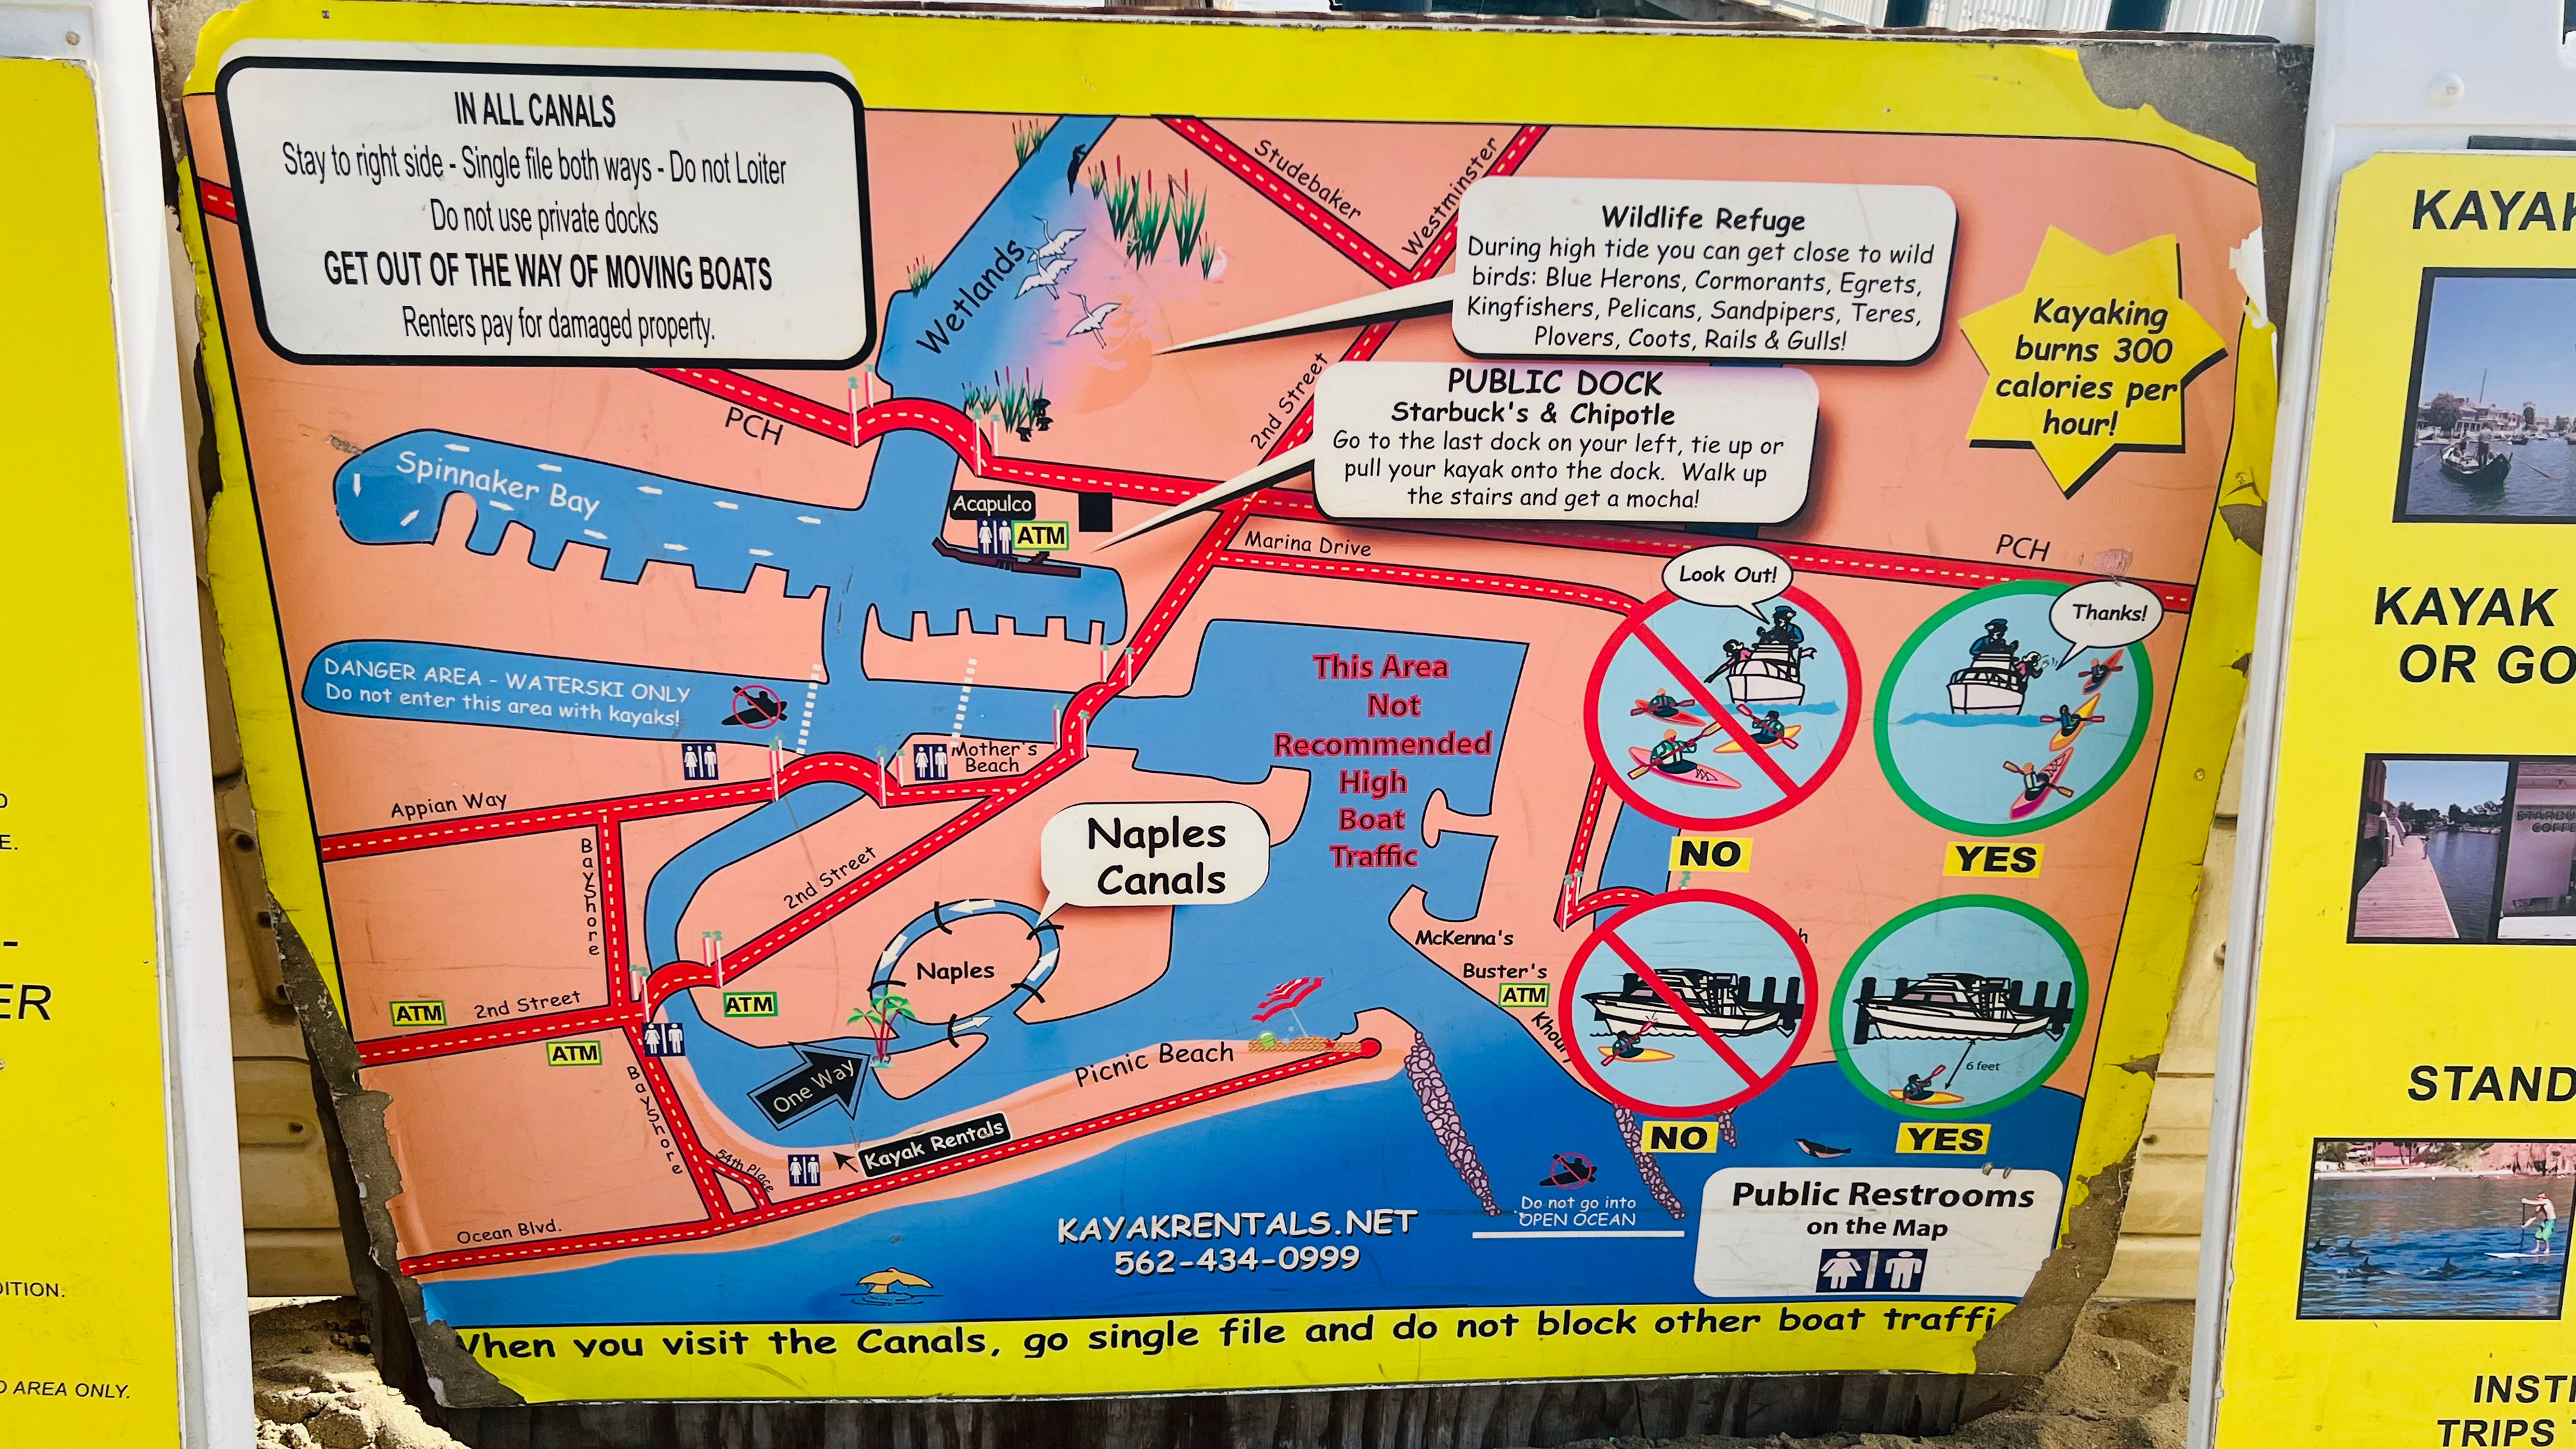 IN ALL CANALS
Stay to right side - Single file both ways - Do not Loiter
Do not use private docks
GET OUT OF THE WAY OF MOVING BOATS
Renters pay for damaged property.
Studebaker
Westminster
Wetlands
Wildlife Refuge
During high tide you can get close to wild
birds: Blue Herons, Cormorants, Egrets,
Kingfishers, Pelicans, Sandpipers, Teres,
Plovers, Coots, Rails & Gulls!
Kayaking
burns 300
calories per
hour!
2nd Street
PUBLIC DOCK
Starbuck's & Chipotle
Go to the last dock on your left, tie up or
pull your kayak onto the dock. Walk up
the stairs and get a mocha!
PCH
Spinnaker Bay
Acapulco
ATM
Marina Drive
PCH
Look Out!
Thanks!
DANGER AREA - WATERSKI ONLY
Do not enter this area with kayaks!
This Area
Not
Recommended
High
Boat
Traffic
Mother's
Beach
Appian Way
BayShore
2nd Street
Naples
Canals
NO
YES
Naples
McKenna's
Buster's
ATM
Khoury
ATM
2nd Street
ATM
ATM
BayShore
One Way
Picnic Beach
6 feet
Kayak Rentals
54th Place
NO
YES
Ocean Blvd.
KAYAKRENTALS.NET
562-434-0999
Do not go into
OPEN OCEAN
Public Restrooms
on the Map
When you visit the Canals, go single file and do not block other boat traffi
E.
-
ER
DITION.
AREA ONLY.
KAYAK
KAYAK
OR GO
STAND
INST
TRIPS